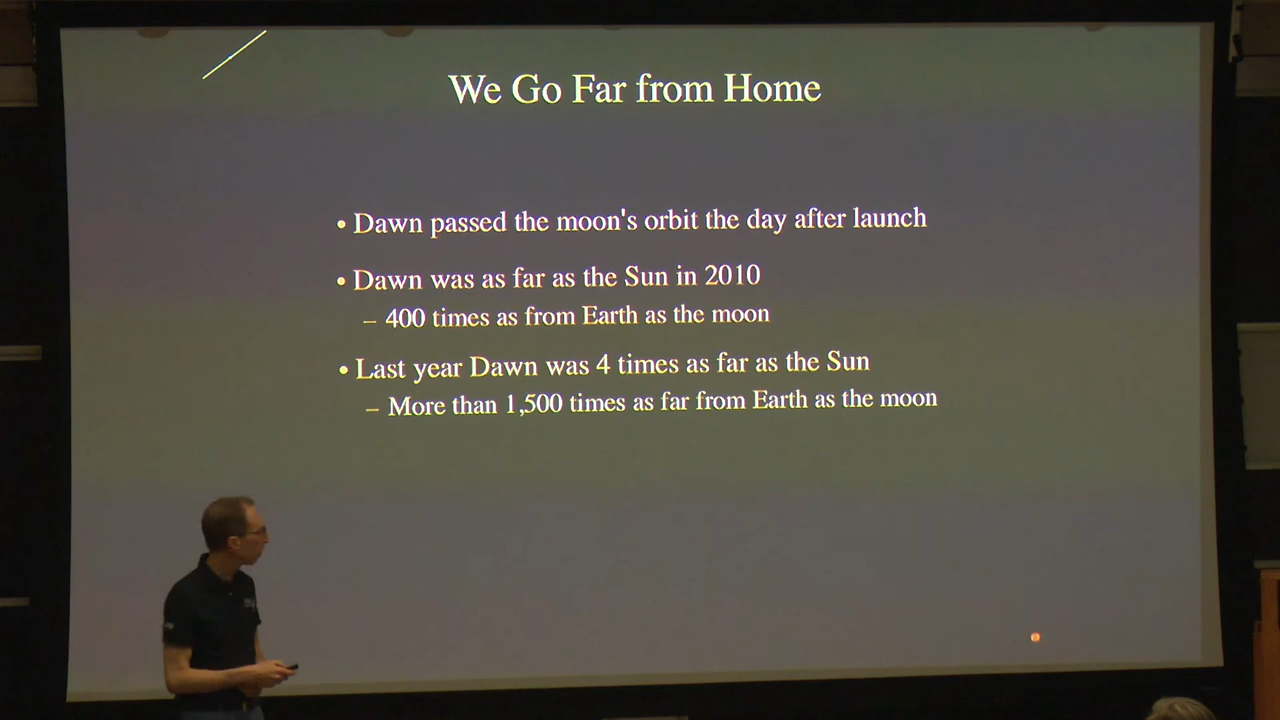 We Go Far from Home
• Dawn passed the moon's orbit the day after launch
• Dawn was as far as the Sun in 2010
– 400 times as from Earth as the moon
• Last year Dawn was 4 times as far as the Sun
– More than 1,500 times as far from Earth as the moon